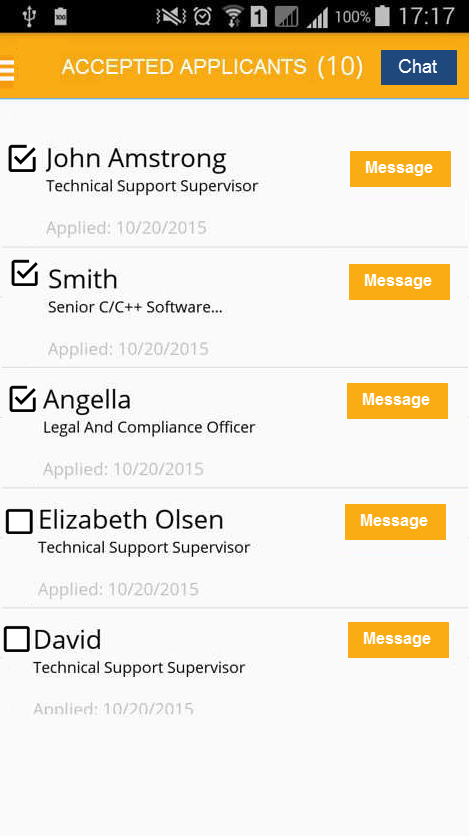 1 100% 17:17
ACCEPTED APPLICANTS (10) Chat
John Amstrong
Message
Technical Support Supervisor
Applied: 10/20/2015
Smith
Message
Senior C/C++ Software...
Applied: 10/20/2015
Angella
Message
Legal And Compliance Officer
Applied: 10/20/2015
Elizabeth Olsen
Message
Technical Support Supervisor
Applied: 10/20/2015
David
Message
Technical Support Supervisor
Applied: 10/20/2015